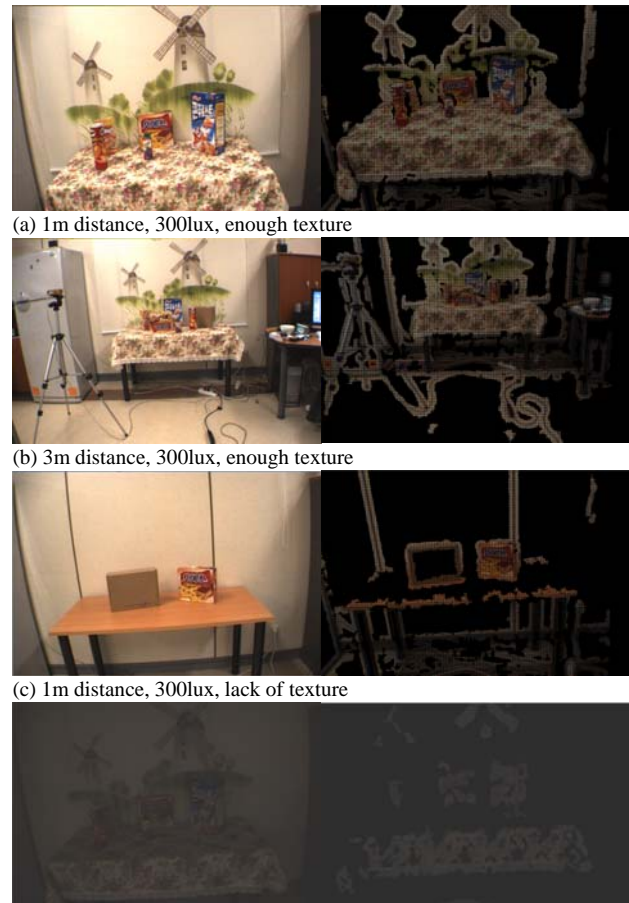 (a) 1m distance, 300lux, enough texture
(b) 3m distance, 300lux, enough texture
(c) 1m distance, 300lux, lack of texture